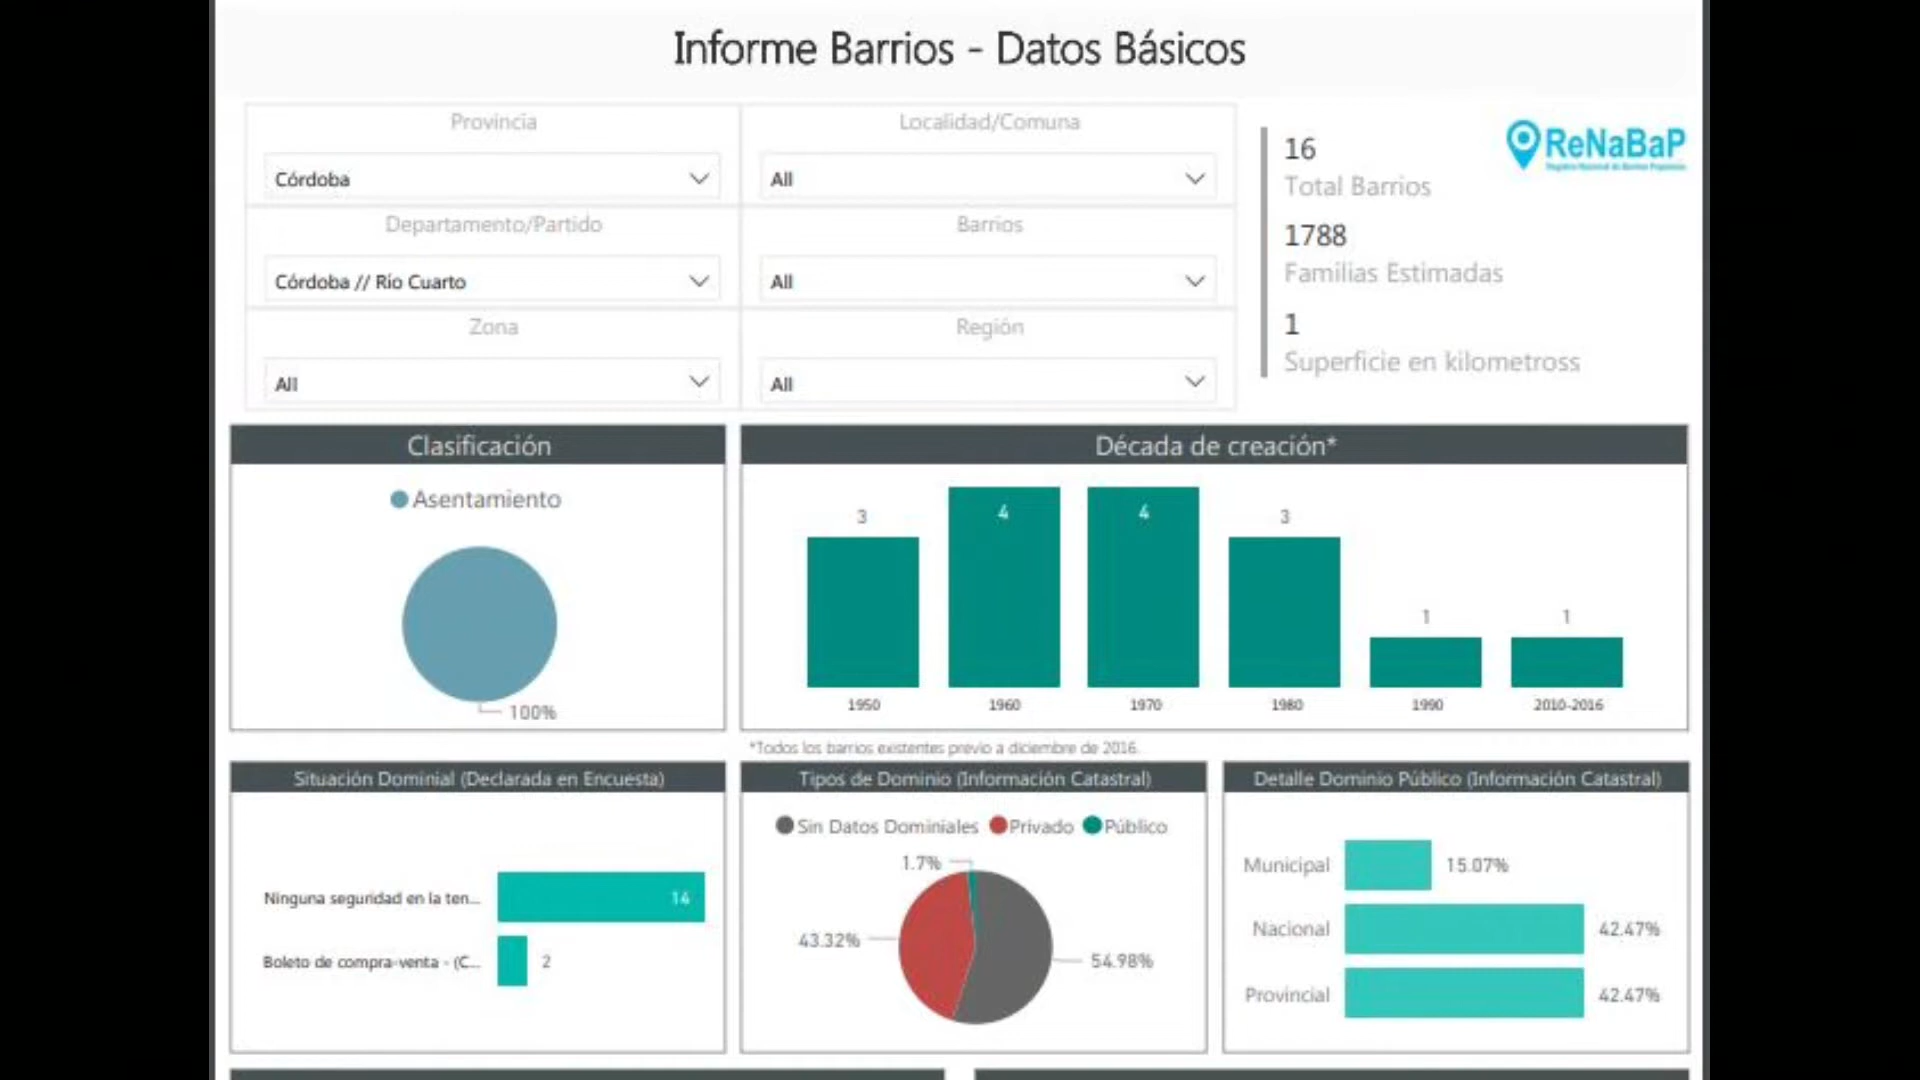 Informe Barrios - Datos Básicos
Provincia
Córdoba
Localidad/Comuna
All
Departamento/Partido
Córdoba // Río Cuarto
Barrios
All
Zona
All
Región
All
16
Total Barrios
1788
Familias Estimadas
1
Superficie en kilometross
ReNaBaP
Registro Nacional de Barrios Populares
Clasificación
Asentamiento
100%
Década de creación*
3
4
4
3
1
1
1950
1960
1970
1980
1990
2010-2016
*Todos los barrios existentes previo a diciembre de 2016.
Situación Dominial (Declarada en Encuesta)
Ninguna seguridad en la ten...
14
Boleto de compra-venta - (C...
2
Tipos de Dominio (Información Catastral)
Sin Datos Dominiales Privado Público
1.7%
43.32%
54.98%
Detalle Dominio Público (Información Catastral)
Municipal 15.07%
Nacional 42.47%
Provincial 42.47%